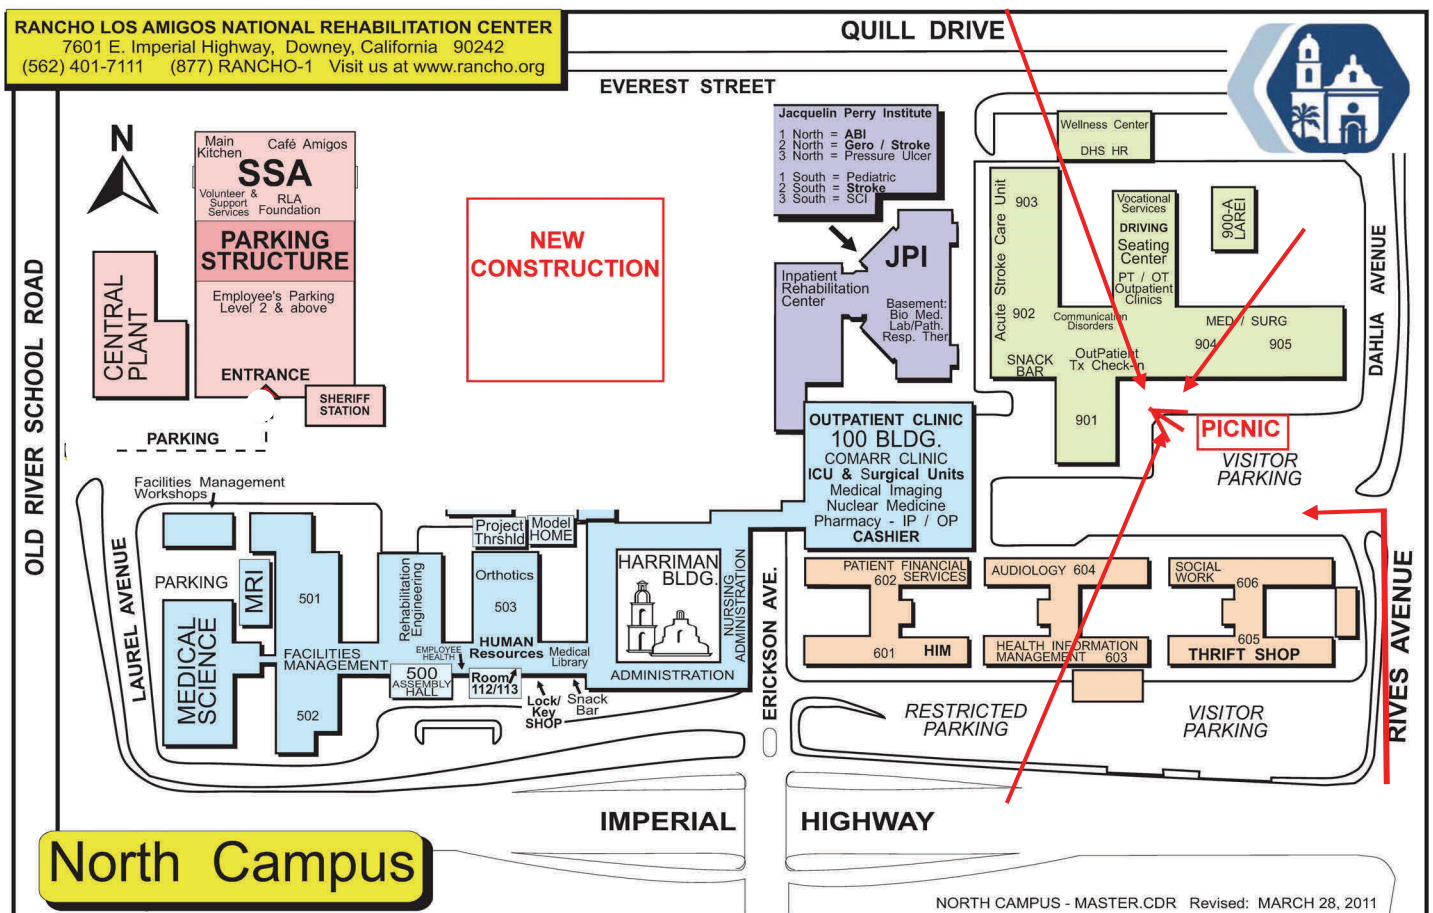 RANCHO LOS AMIGOS NATIONAL REHABILITATION CENTER
7601 E. Imperial Highway, Downey, California 90242
(562) 401-7111 (877) RANCHO-1 Visit us at www.rancho.org
QUILL DRIVE
EVEREST STREET
OLD RIVER SCHOOL ROAD
N
Main
Kitchen
Café Amigos
SSA
Volunteer &
Support
Services
RLA
Foundation
PARKING
STRUCTURE
Employee's Parking
Level 2 & above
ENTRANCE
CENTRAL
PLANT
SHERIFF
STATION
PARKING
NEW
CONSTRUCTION
Jacquelin Perry Institute
1 North = ABI
2 North = Gero / Stroke
3 North = Pressure Ulcer
1 South = Pediatric
2 South = Stroke
3 South = SCI
JPI
Inpatient
Rehabilitation
Center
Basement:
Bio Med.
Lab/Path.
Resp. Ther.
Wellness Center
DHS HR
903
Acute Stroke Care Unit
902
Vocational
Services
DRIVING
Seating
Center
PT / OT
Outpatient
Clinics
900-A
LAREI
Communication
Disorders
MED / SURG
904
905
SNACK
BAR
OutPatient
Tx Check-in
901
DAHLIA AVENUE
PICNIC
VISITOR
PARKING
OUTPATIENT CLINIC
100 BLDG.
COMARR CLINIC
ICU & Surgical Units
Medical Imaging
Nuclear Medicine
Pharmacy - IP / OP
CASHIER
Facilities Management
Workshops
LAUREL AVENUE
PARKING
MRI
MEDICAL
SCIENCE
501
FACILITIES
MANAGEMENT
502
Rehabilitation
Engineering
EMPLOYEE
HEALTH
500
ASSEMBLY
HALL
Project
Thrshld
Model
HOME
Orthotics
503
HUMAN
Resources
Room
112/113
Medical
Library
Lock/
Key
SHOP
Snack
Bar
HARRIMAN
BLDG.
NURSING
ADMINISTRATION
ADMINISTRATION
ERICKSON AVE.
PATIENT FINANCIAL
602 SERVICES
601
HIM
AUDIOLOGY 604
HEALTH INFORMATION
MANAGEMENT 603
SOCIAL
WORK
606
605
THRIFT SHOP
RIVES AVENUE
RESTRICTED
PARKING
VISITOR
PARKING
IMPERIAL HIGHWAY
North Campus
NORTH CAMPUS - MASTER.CDR Revised: MARCH 28, 2011